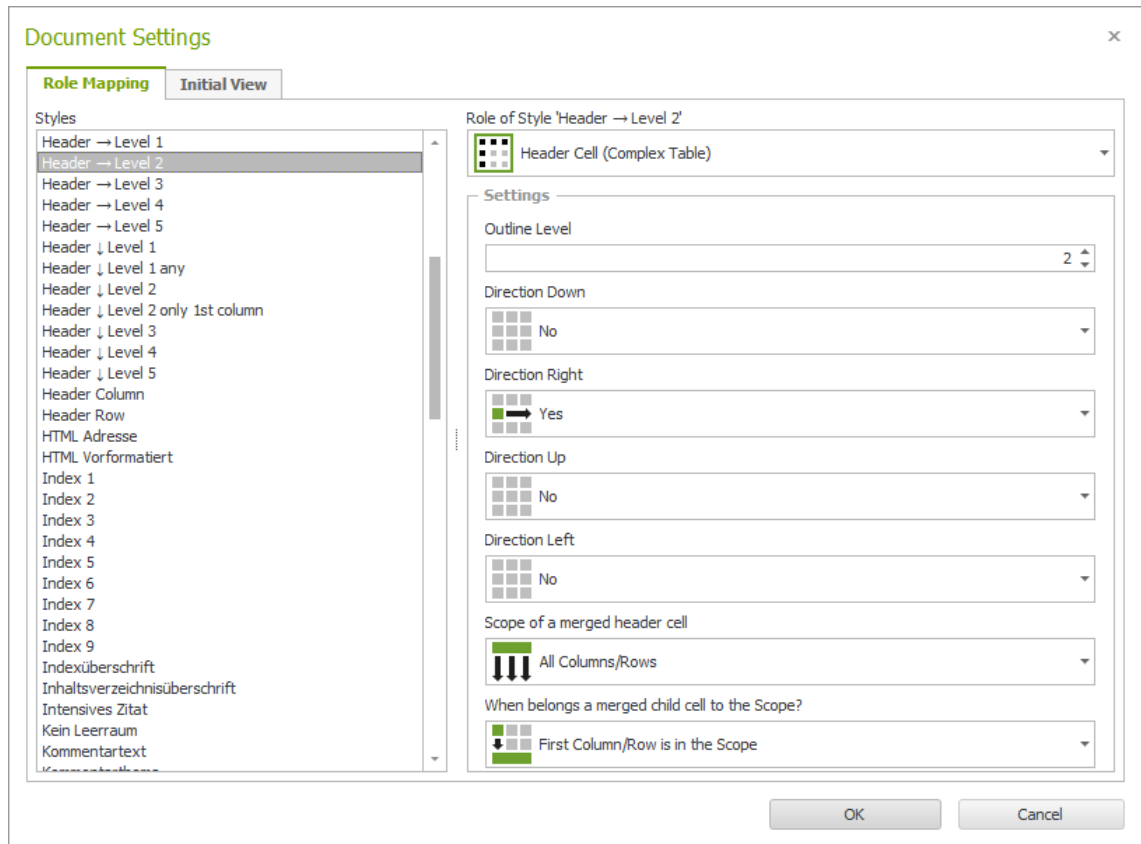 Document Settings
Role Mapping
Initial View
Styles
Header → Level 1
Header → Level 2
Header → Level 3
Header → Level 4
Header → Level 5
Header ↓ Level 1
Header ↓ Level 1 any
Header ↓ Level 2
Header ↓ Level 2 only 1st column
Header ↓ Level 3
Header ↓ Level 4
Header ↓ Level 5
Header Column
Header Row
HTML Adresse
HTML Vorformatiert
Index 1
Index 2
Index 3
Index 4
Index 5
Index 6
Index 7
Index 8
Index 9
Indexüberschrift
Inhaltsverzeichnisüberschrift
Intensives Zitat
Kein Leerraum
Kommentartext
Kommentarthema
Role of Style 'Header → Level 2'
Header Cell (Complex Table)
Settings
Outline Level
2
Direction Down
No
Direction Right
Yes
Direction Up
No
Direction Left
No
Scope of a merged header cell
All Columns/Rows
When belongs a merged child cell to the Scope?
First Column/Row is in the Scope
OK
Cancel